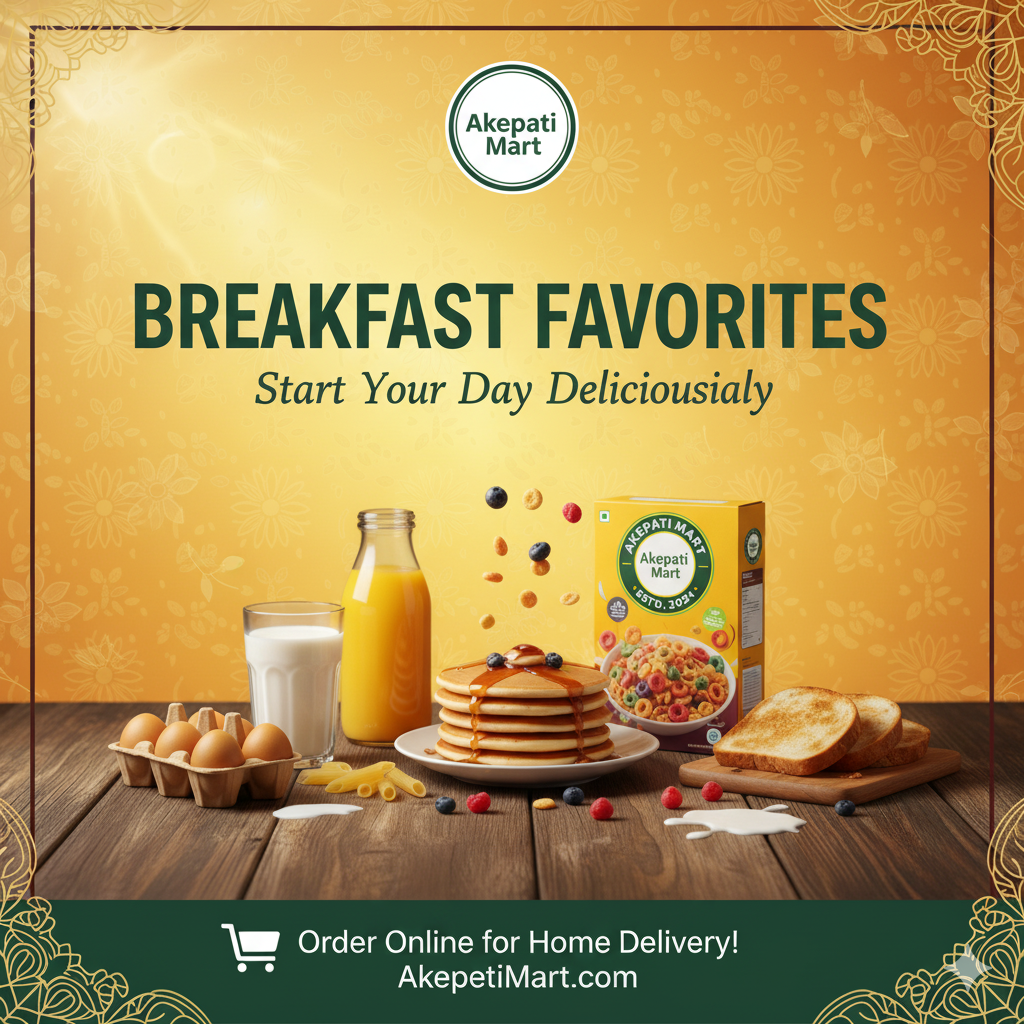 Akepati
Mart
BREAKFAST FAVORITES
Start Your Day Deliciousialy
AKEPATI MART
Akepati
Mart
ESTD. 2024
Order Online for Home Delivery!
AkepetiMart.com